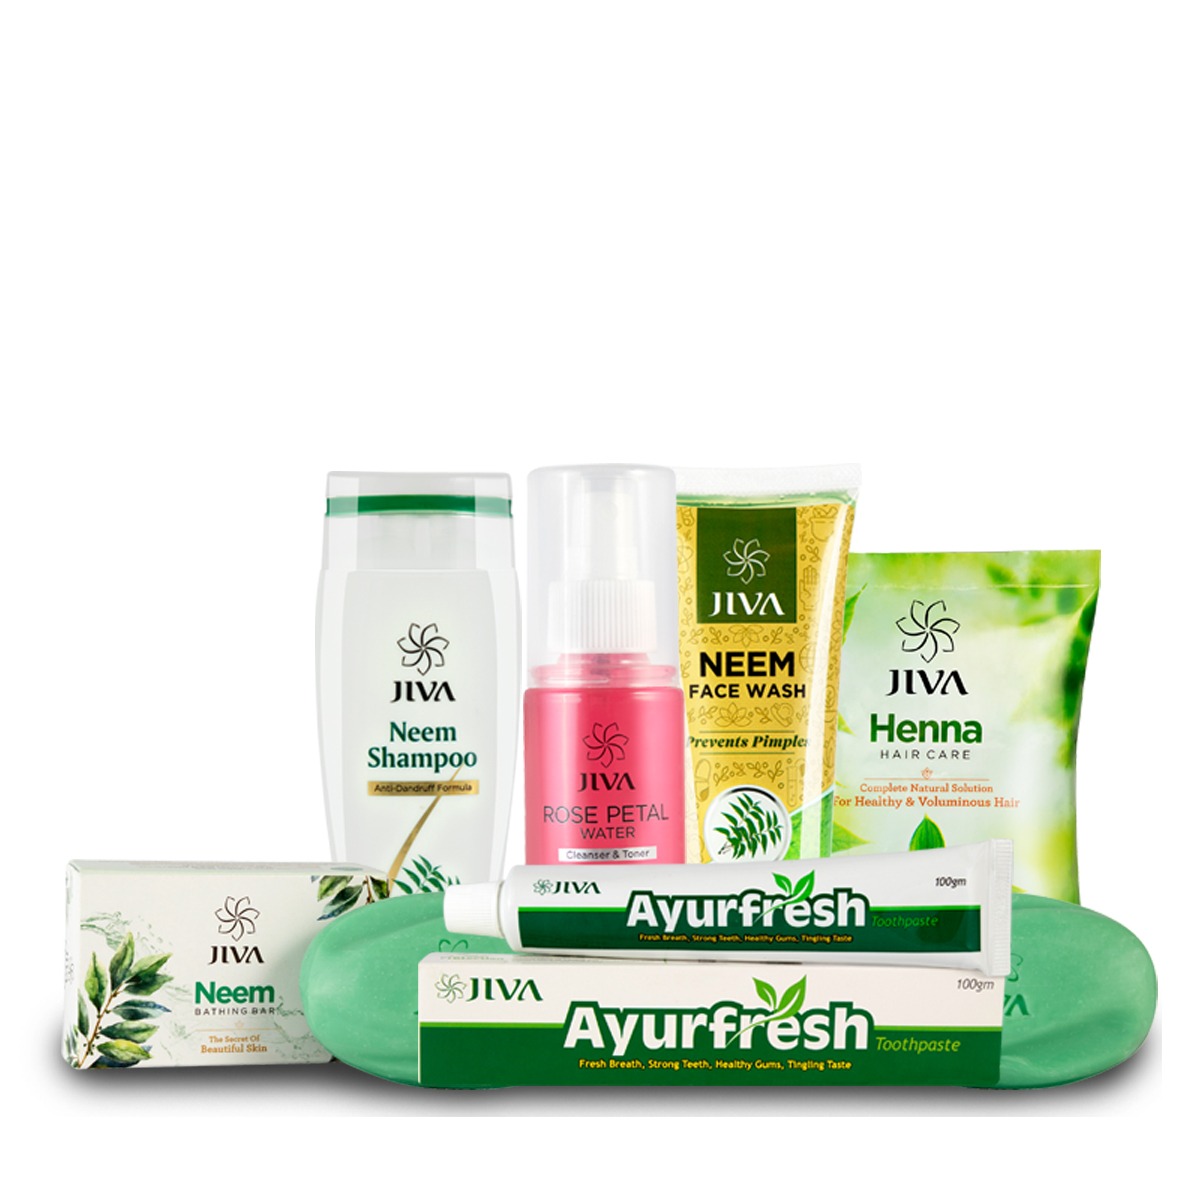 JIVA
Neem
Shampoo
Anti-Dandruff Formula
JIVA
ROSE PETAL
WATER
Cleanser & Toner
JIVA
NEEM
FACE WASH
Prevents Pimples
JIVA
Henna
HAIR CARE
Complete Natural Solution
For Healthy & Voluminous Hair
JIVA
Neem
BATHING BAR
The Secret Of
Beautiful Skin
JIVA
Ayurfresh
Toothpaste
100gm
Fresh Breath, Strong Teeth, Healthy Gums, Tingling Taste
JIVA
Ayurfresh
Toothpaste
100gm
Fresh Breath, Strong Teeth, Healthy Gums, Tingling Taste